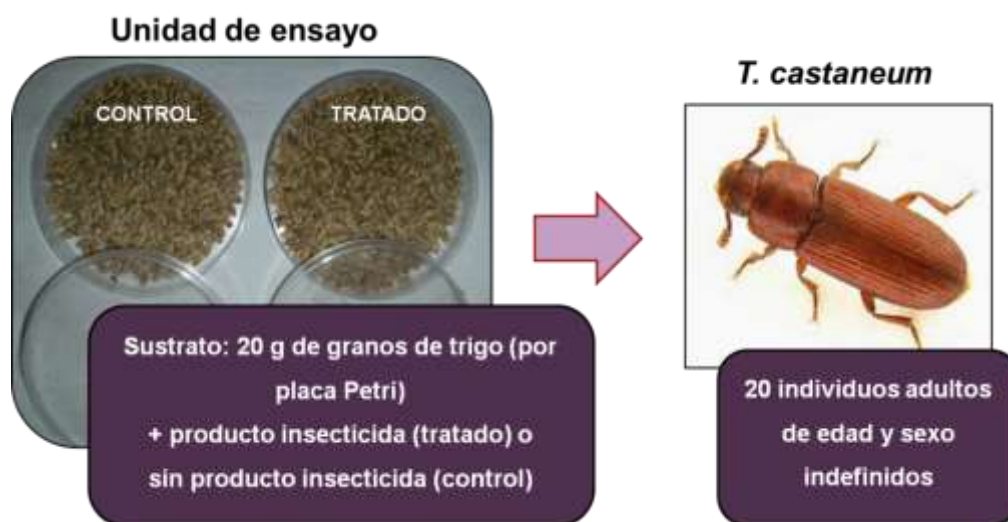 Unidad de ensayo
CONTROL
TRATADO
Sustrato: 20 g de granos de trigo (por
placa Petri)
+ producto insecticida (tratado) o
sin producto insecticida (control)
T. castaneum
20 individuos adultos
de edad y sexo
indefinidos